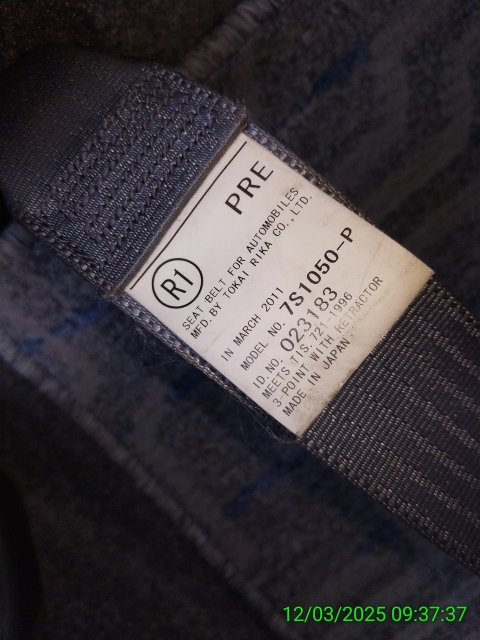 PRE
R1
SEAT BELT FOR AUTOMOBILES
MFD. BY TOKAI RIKA CO., LTD.
IN MARCH 2011
MODEL NO. 7S1050-P
ID. NO. 023183
MEETS TIS. 721-1996
3-POINT WITH RETRACTOR
MADE IN JAPAN
12/03/2025 09:37:37